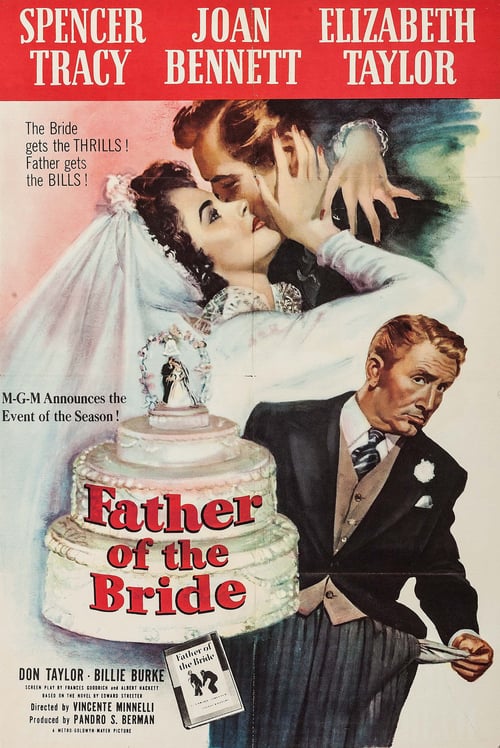 SPENCER TRACY
JOAN BENNETT
ELIZABETH TAYLOR
The Bride
gets the THRILLS!
Father gets
the BILLS!
M-G-M Announces the
Event of the Season!
Father
of the
Bride
Father of
the Bride
DON TAYLOR · BILLIE BURKE
SCREEN PLAY BY FRANCES GOODRICH and ALBERT HACKETT
BASED ON THE NOVEL BY EDWARD STREETER
Directed by VINCENTE MINNELLI
Produced by PANDRO S. BERMAN
A METRO-GOLDWYN-MAYER PICTURE